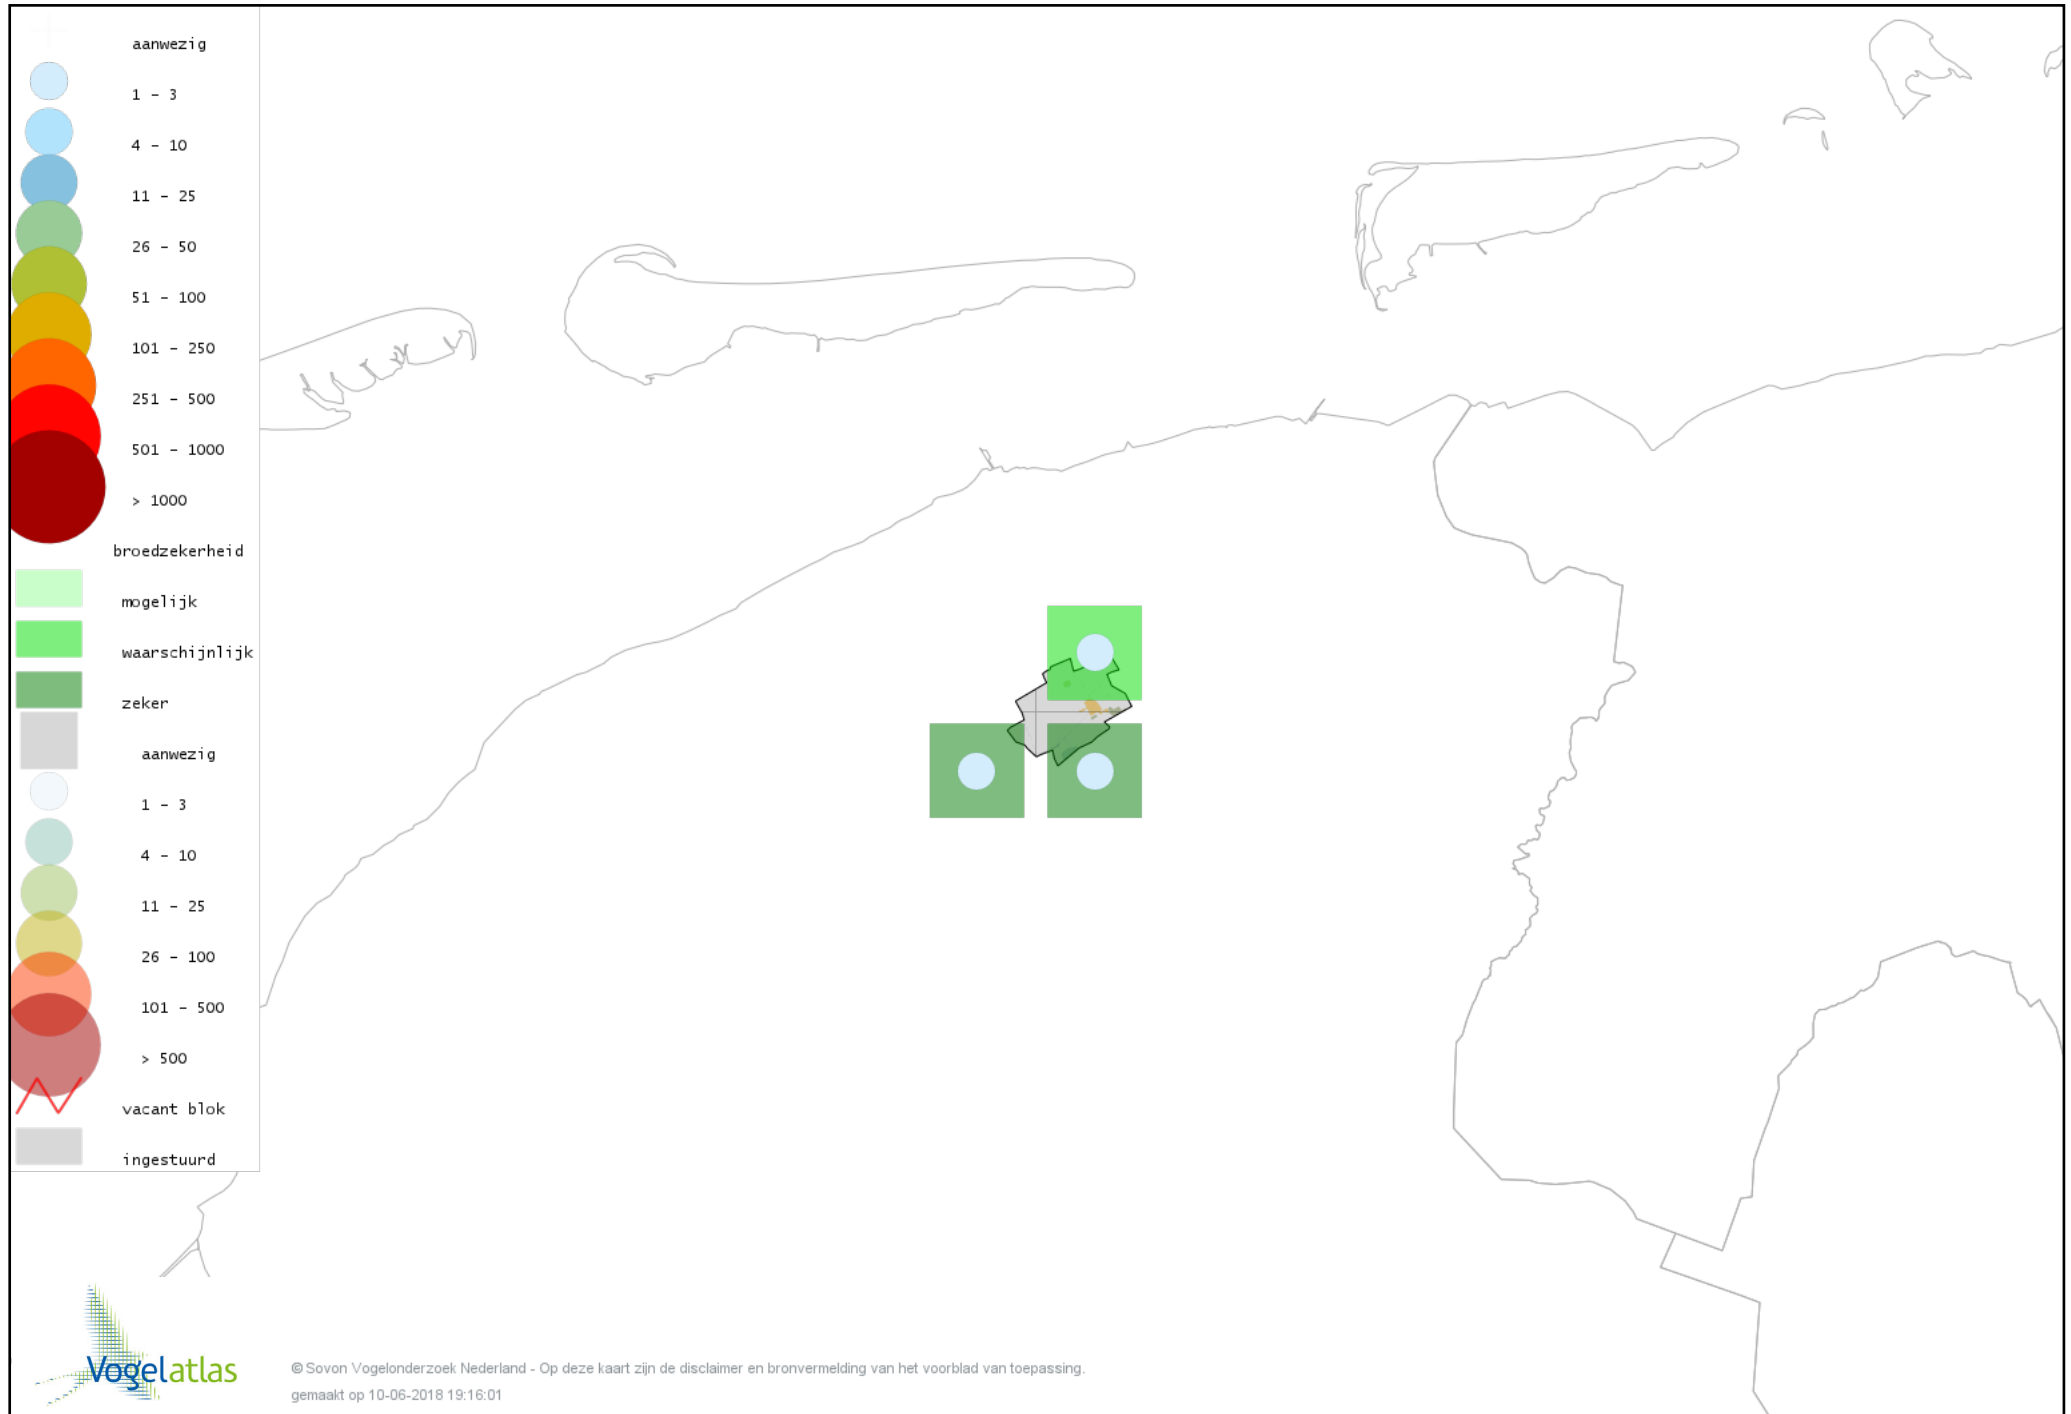 aanwezig
1 - 3
4 - 10
11 - 25
26 - 50
51 - 100
101 - 250
251 - 500
501 - 1000
> 1000
broedzekerheid
mogelijk
waarschijnlijk
zeker
aanwezig
1 - 3
4 - 10
11 - 25
26 - 100
101 - 500
> 500
vacant blok
ingestuurd
Vogelatlas
© Sovon Vogelonderzoek Nederland - Op deze kaart zijn de disclaimer en bronvermelding van het voorblad van toepassing.
gemaakt op 10-06-2018 19:16:01